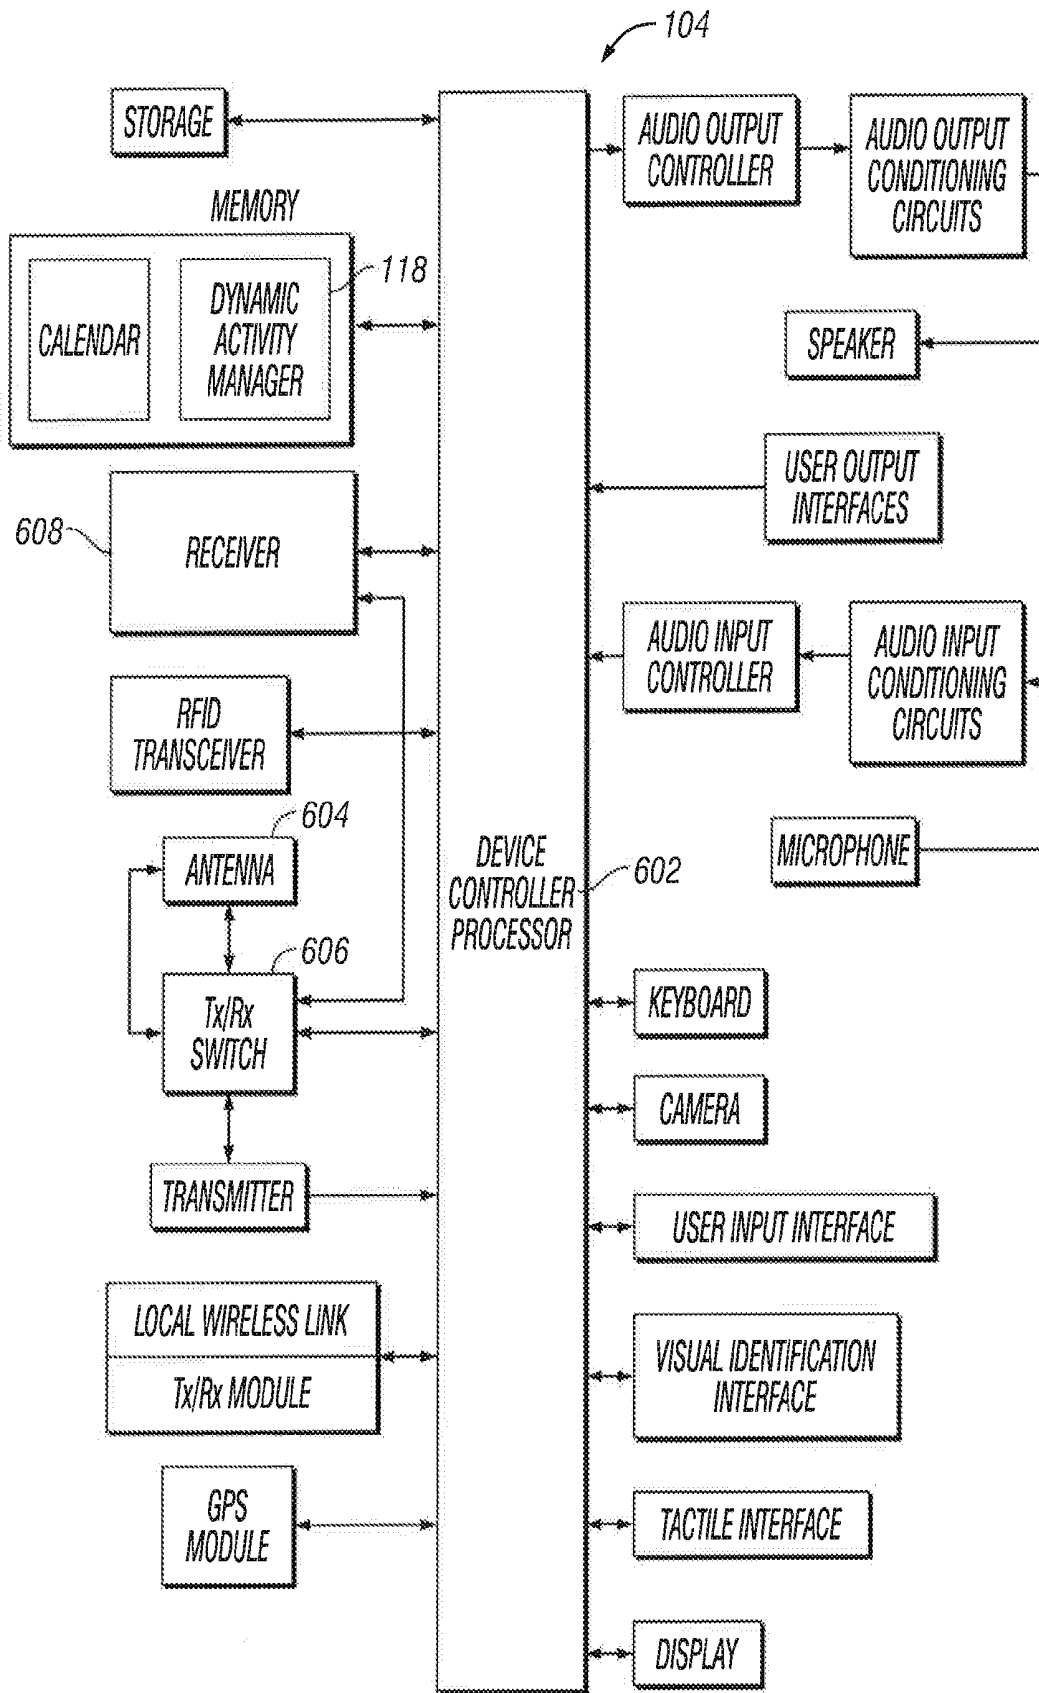 104
STORAGE
MEMORY
118
CALENDAR
DYNAMIC
ACTIVITY
MANAGER
608
RECEIVER
RFID
TRANSCEIVER
604
ANTENNA
606
Tx/Rx
SWITCH
TRANSMITTER
LOCAL WIRELESS LINK
Tx/Rx MODULE
GPS
MODULE
DEVICE
CONTROLLER
PROCESSOR
602
AUDIO OUTPUT
CONTROLLER
AUDIO OUTPUT
CONDITIONING
CIRCUITS
SPEAKER
USER OUTPUT
INTERFACES
AUDIO INPUT
CONTROLLER
AUDIO INPUT
CONDITIONING
CIRCUITS
MICROPHONE
KEYBOARD
CAMERA
USER INPUT INTERFACE
VISUAL IDENTIFICATION
INTERFACE
TACTILE INTERFACE
DISPLAY